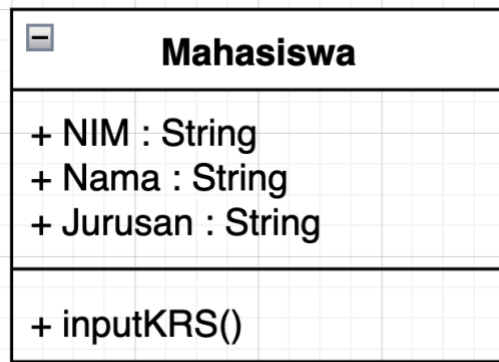 Mahasiswa
+ NIM : String
+ Nama : String
+ Jurusan : String
+ inputKRS()